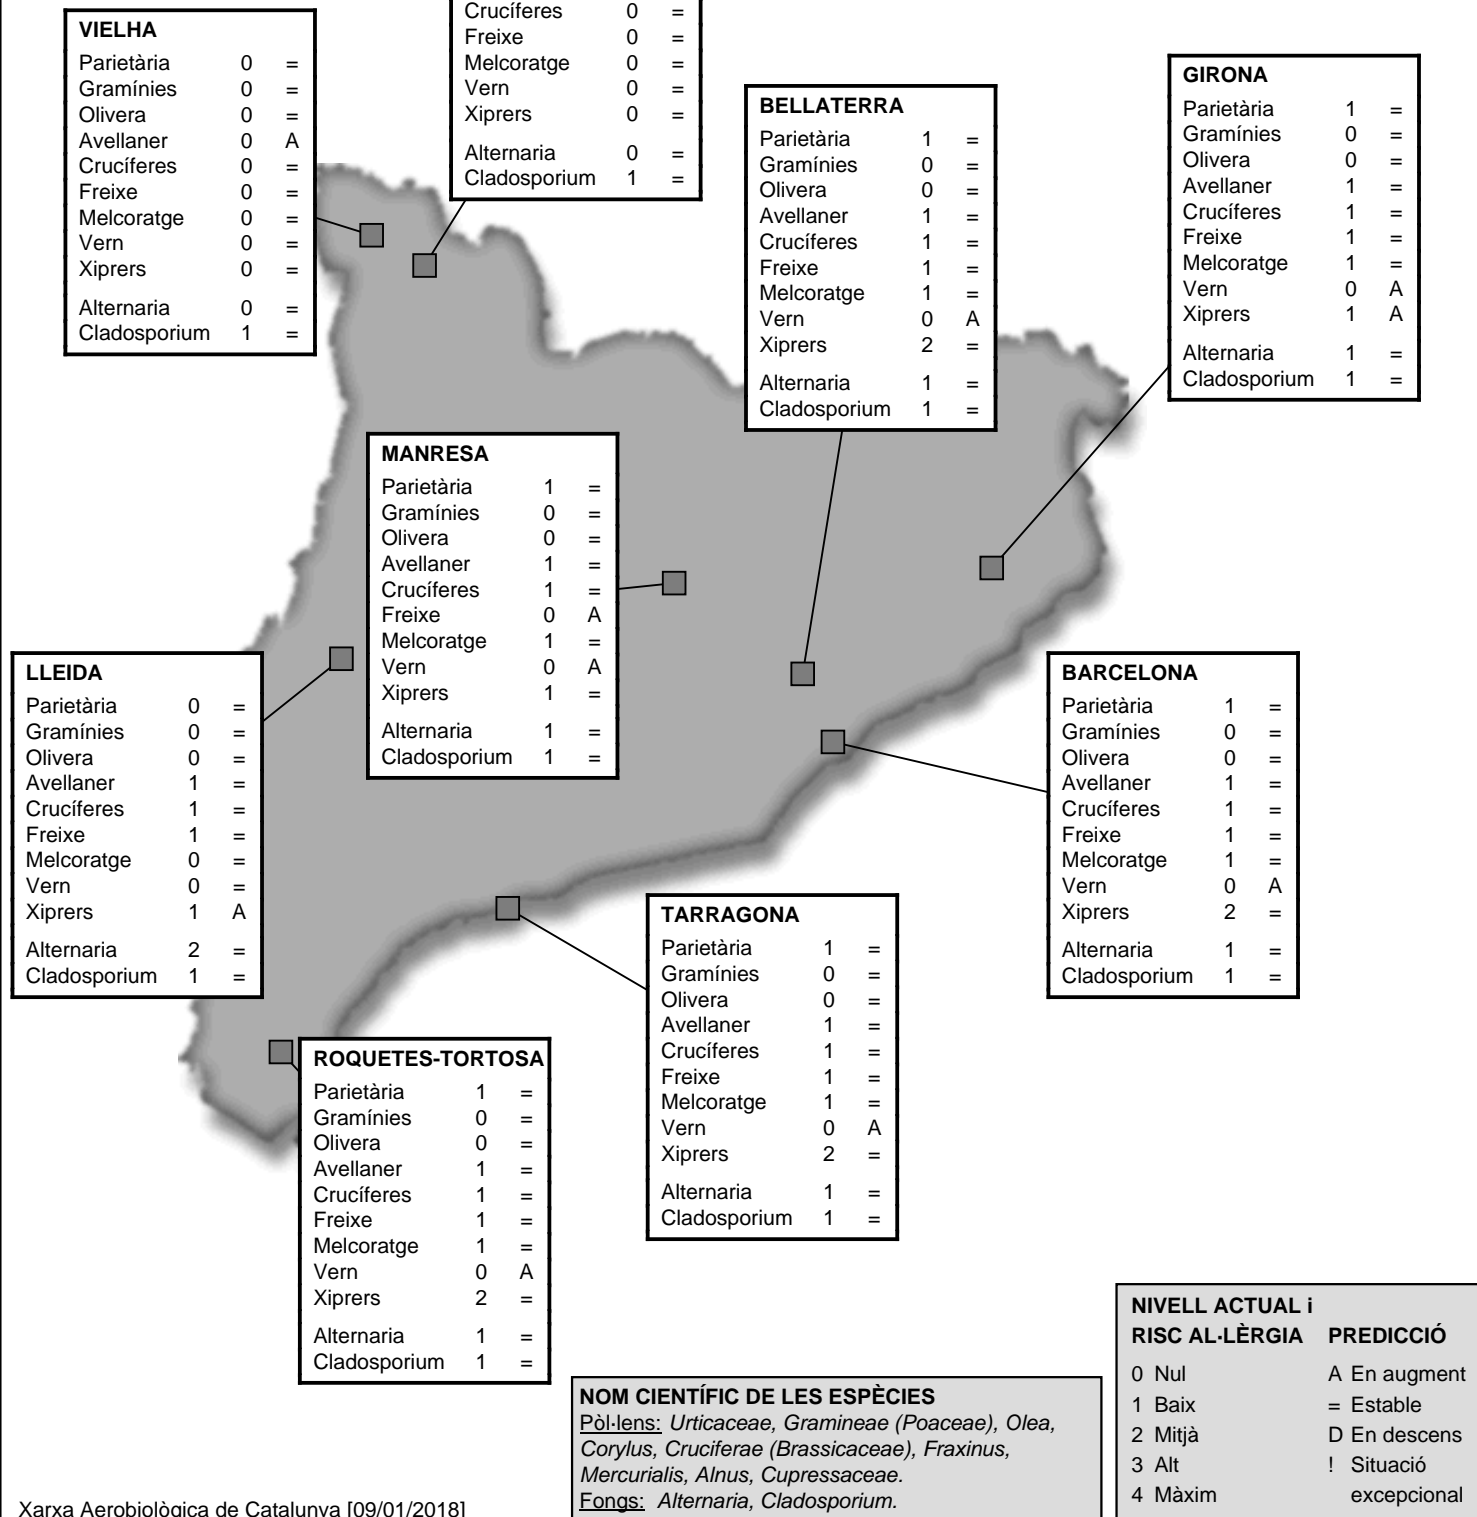 Crucíferes 0 =
Freixe 0 =
Melcoratge 0 =
Vern 0 =
Xiprers 0 =
Alternaria 0 =
Cladosporium 1 =
VIELHA
Parietària 0 =
Gramínies 0 =
Olivera 0 =
Avellaner 0 A
Crucíferes 0 =
Freixe 0 =
Melcoratge 0 =
Vern 0 =
Xiprers 0 =
Alternaria 0 =
Cladosporium 1 =
GIRONA
Parietària 1 =
Gramínies 0 =
Olivera 0 =
Avellaner 1 =
Crucíferes 1 =
Freixe 1 =
Melcoratge 1 =
Vern 0 A
Xiprers 1 A
Alternaria 1 =
Cladosporium 1 =
BELLATERRA
Parietària 1 =
Gramínies 0 =
Olivera 0 =
Avellaner 1 =
Crucíferes 1 =
Freixe 1 =
Melcoratge 1 =
Vern 0 A
Xiprers 2 =
Alternaria 1 =
Cladosporium 1 =
MANRESA
Parietària 1 =
Gramínies 0 =
Olivera 0 =
Avellaner 1 =
Crucíferes 1 =
Freixe 0 A
Melcoratge 1 =
Vern 0 A
Xiprers 1 =
Alternaria 1 =
Cladosporium 1 =
LLEIDA
Parietària 0 =
Gramínies 0 =
Olivera 0 =
Avellaner 1 =
Crucíferes 1 =
Freixe 1 =
Melcoratge 0 =
Vern 0 =
Xiprers 1 A
Alternaria 2 =
Cladosporium 1 =
BARCELONA
Parietària 1 =
Gramínies 0 =
Olivera 0 =
Avellaner 1 =
Crucíferes 1 =
Freixe 1 =
Melcoratge 1 =
Vern 0 A
Xiprers 2 =
Alternaria 1 =
Cladosporium 1 =
TARRAGONA
Parietària 1 =
Gramínies 0 =
Olivera 0 =
Avellaner 1 =
Crucíferes 1 =
Freixe 1 =
Melcoratge 1 =
Vern 0 A
Xiprers 2 =
Alternaria 1 =
Cladosporium 1 =
ROQUETES-TORTOSA
Parietària 1 =
Gramínies 0 =
Olivera 0 =
Avellaner 1 =
Crucíferes 1 =
Freixe 1 =
Melcoratge 1 =
Vern 0 A
Xiprers 2 =
Alternaria 1 =
Cladosporium 1 =
NIVELL ACTUAL i
RISC AL·LÈRGIA PREDICCIÓ
0 Nul A En augment
1 Baix = Estable
2 Mitjà D En descens
3 Alt ! Situació
4 Màxim excepcional
NOM CIENTÍFIC DE LES ESPÈCIES
Pòl·lens: Urticaceae, Gramineae (Poaceae), Olea,
Corylus, Cruciferae (Brassicaceae), Fraxinus,
Mercurialis, Alnus, Cupressaceae.
Fongs: Alternaria, Cladosporium.
Xarxa Aerobiològica de Catalunya [09/01/2018]